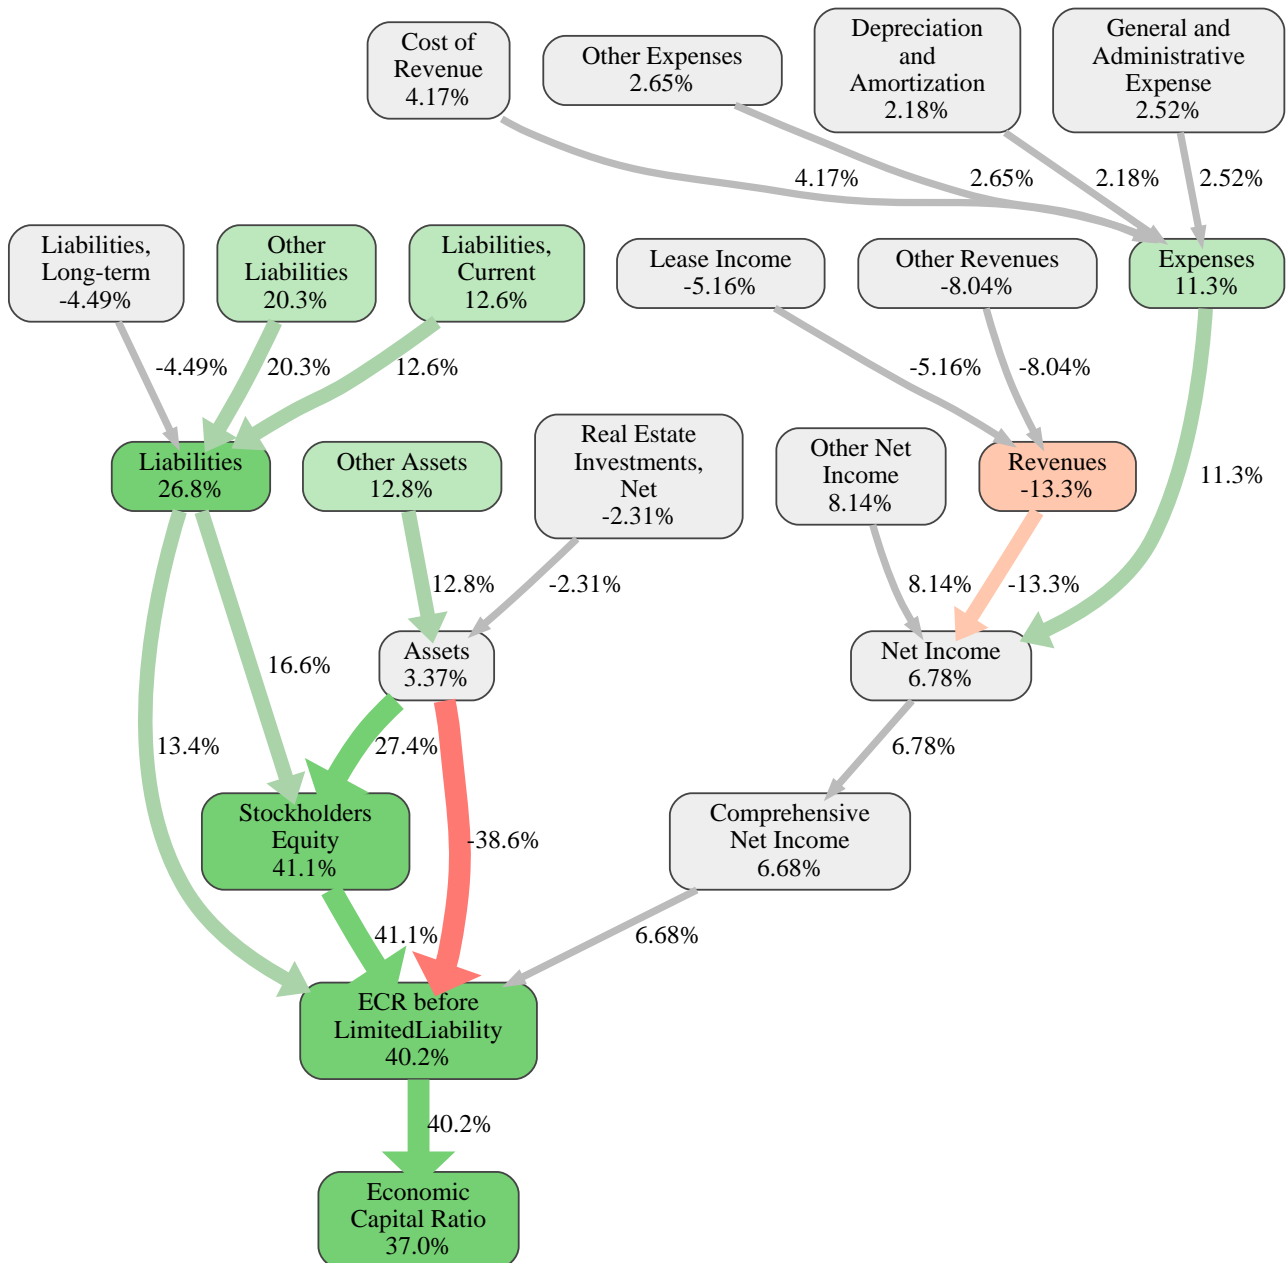 Cost of
Revenue
4.17%
Other Expenses
2.65%
Depreciation
and
Amortization
2.18%
General and
Administrative
Expense
2.52%
4.17%
2.65%
2.18%
2.52%
Liabilities,
Long-term
-4.49%
Other
Liabilities
20.3%
Liabilities,
Current
12.6%
Lease Income
-5.16%
Other Revenues
-8.04%
Expenses
11.3%
-4.49%
20.3%
12.6%
-5.16%
-8.04%
11.3%
Liabilities
26.8%
Other Assets
12.8%
Real Estate
Investments,
Net
-2.31%
Other Net
Income
8.14%
Revenues
-13.3%
12.8%
-2.31%
8.14%
-13.3%
16.6%
Assets
3.37%
Net Income
6.78%
13.4%
27.4%
-38.6%
6.78%
Stockholders
Equity
41.1%
Comprehensive
Net Income
6.68%
41.1%
6.68%
ECR before
LimitedLiability
40.2%
40.2%
Economic
Capital Ratio
37.0%